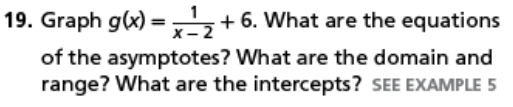 19. Graph g(x) = 1/(x − 2) + 6. What are the equations
of the asymptotes? What are the domain and
range? What are the intercepts? SEE EXAMPLE 5